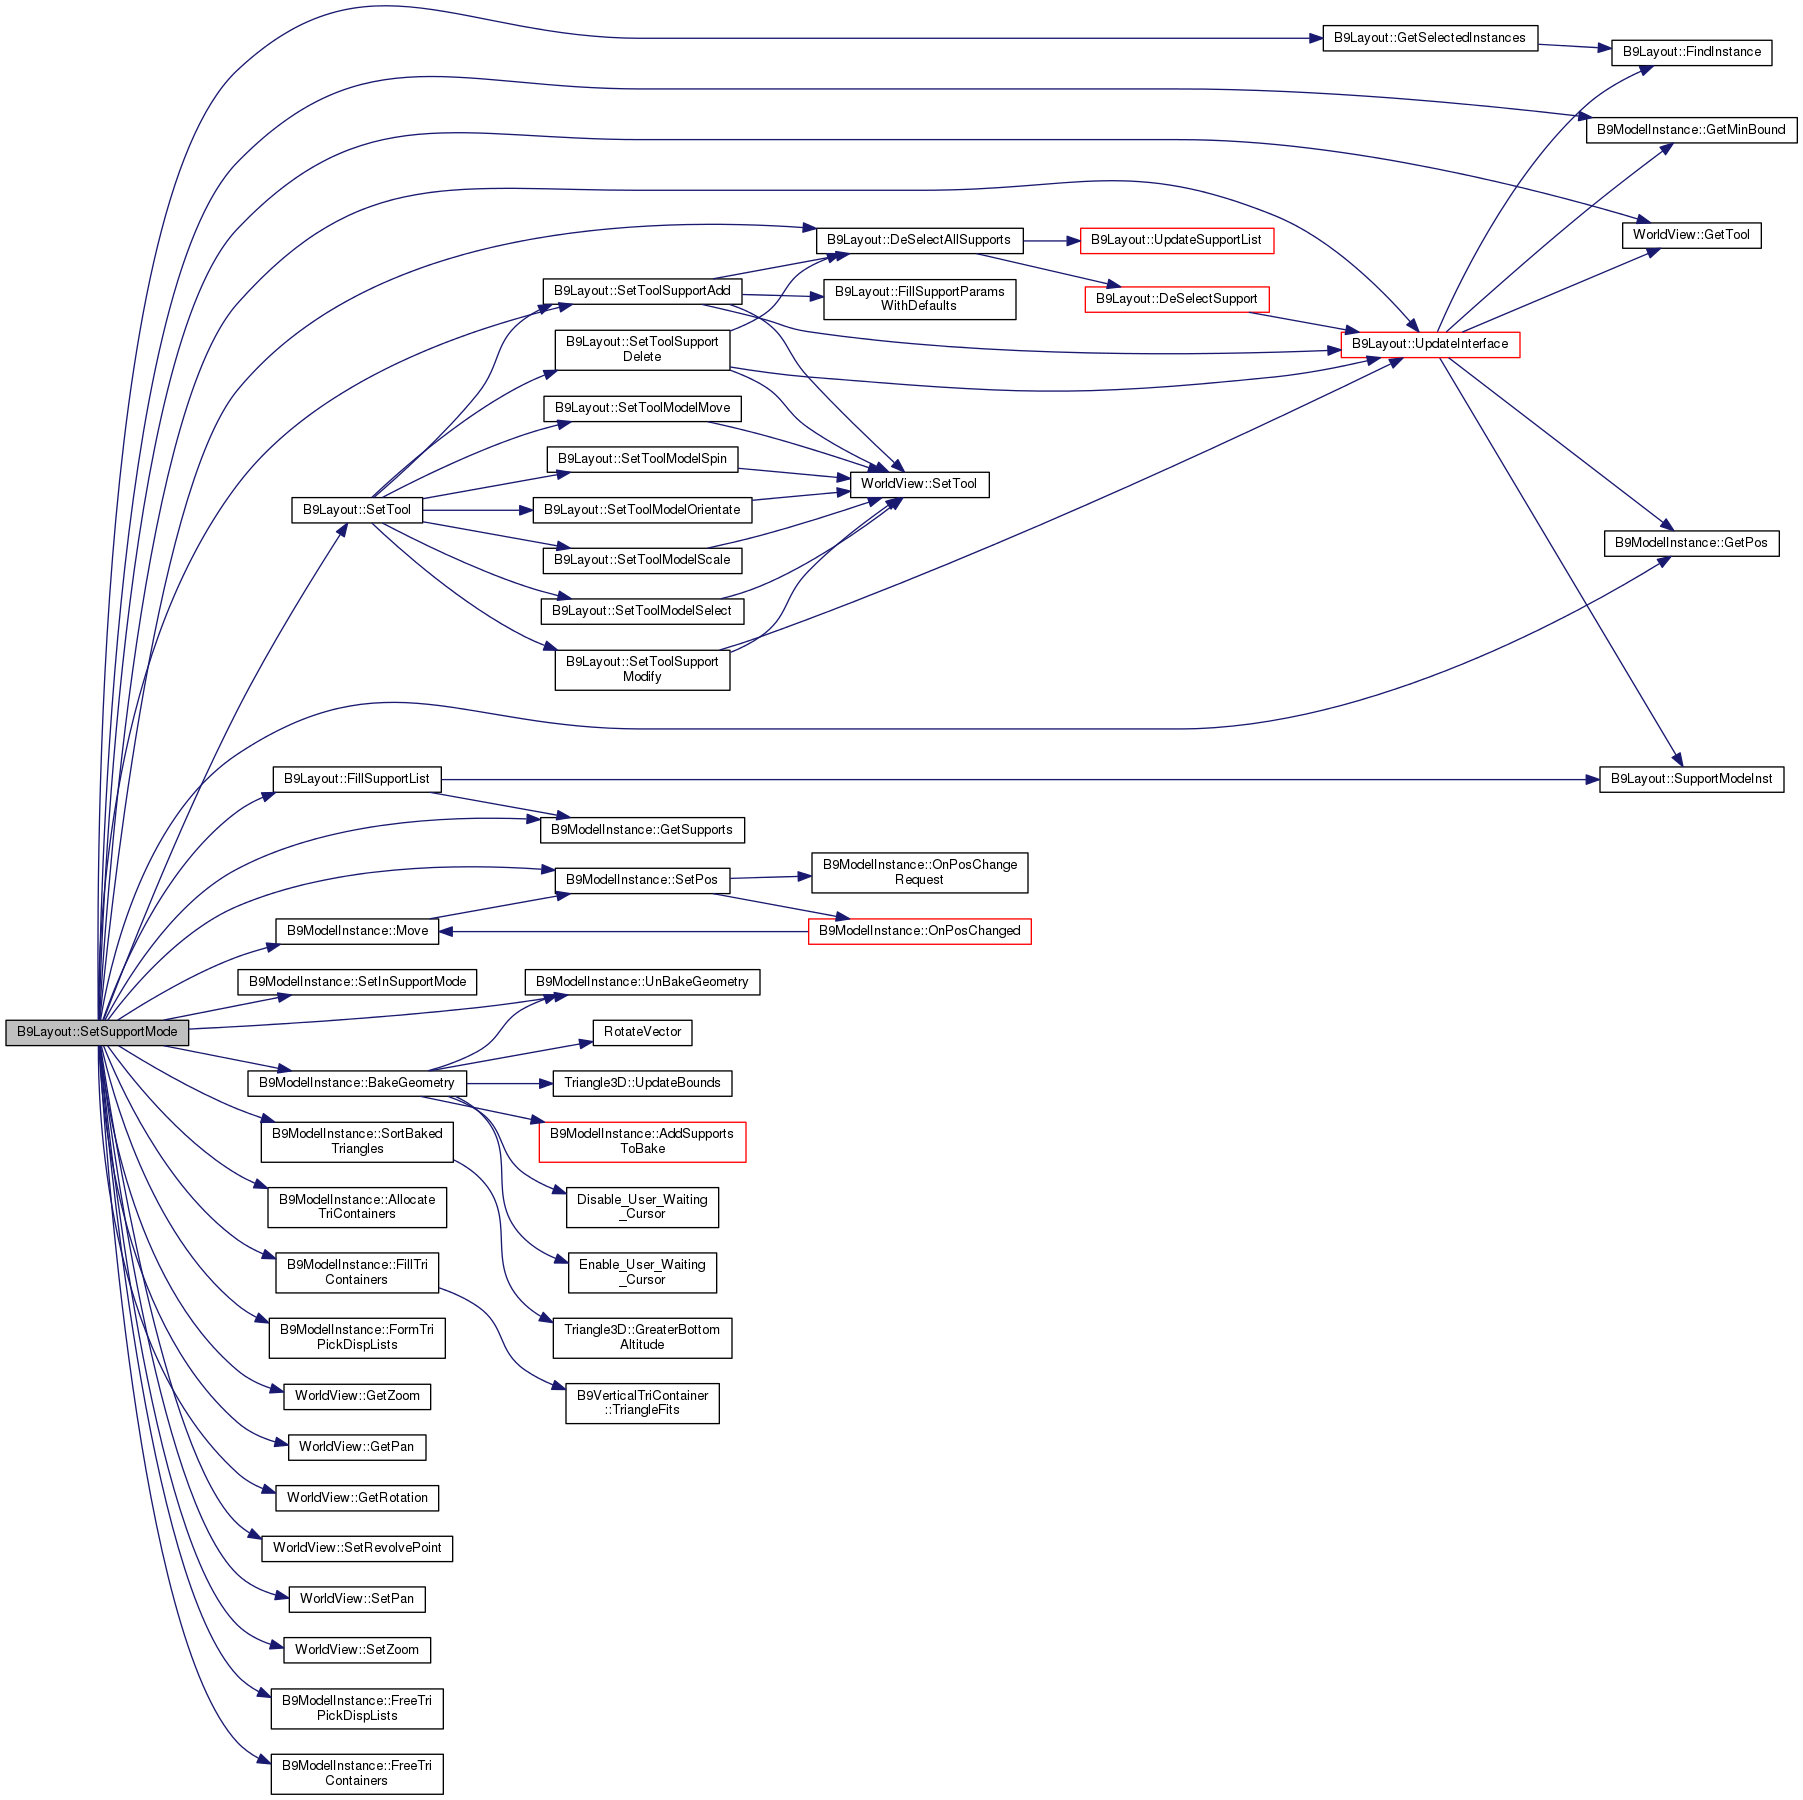 B9Layout::GetSelectedInstances
B9Layout::FindInstance
B9ModelInstance::GetMinBound
WorldView::GetTool
B9Layout::DeSelectAllSupports
B9Layout::UpdateSupportList
B9Layout::SetToolSupportAdd
B9Layout::FillSupportParams
WithDefaults
B9Layout::DeSelectSupport
B9Layout::SetToolSupport
Delete
B9Layout::UpdateInterface
B9Layout::SetToolModelMove
B9Layout::SetToolModelSpin
WorldView::SetTool
B9Layout::SetTool
B9Layout::SetToolModelOrientate
B9ModelInstance::GetPos
B9Layout::SetToolModelScale
B9Layout::SetToolModelSelect
B9Layout::SetToolSupport
Modify
B9Layout::FillSupportList
B9Layout::SupportModeInst
B9ModelInstance::GetSupports
B9ModelInstance::SetPos
B9ModelInstance::OnPosChange
Request
B9ModelInstance::Move
B9ModelInstance::OnPosChanged
B9ModelInstance::SetInSupportMode
B9ModelInstance::UnBakeGeometry
B9Layout::SetSupportMode
RotateVector
B9ModelInstance::BakeGeometry
Triangle3D::UpdateBounds
B9ModelInstance::SortBaked
Triangles
B9ModelInstance::AddSupports
ToBake
B9ModelInstance::Allocate
TriContainers
Disable_User_Waiting
_Cursor
B9ModelInstance::FillTri
Containers
Enable_User_Waiting
_Cursor
B9ModelInstance::FormTri
PickDispLists
Triangle3D::GreaterBottom
Altitude
WorldView::GetZoom
B9VerticalTriContainer
::TriangleFits
WorldView::GetPan
WorldView::GetRotation
WorldView::SetRevolvePoint
WorldView::SetPan
WorldView::SetZoom
B9ModelInstance::FreeTri
PickDispLists
B9ModelInstance::FreeTri
Containers